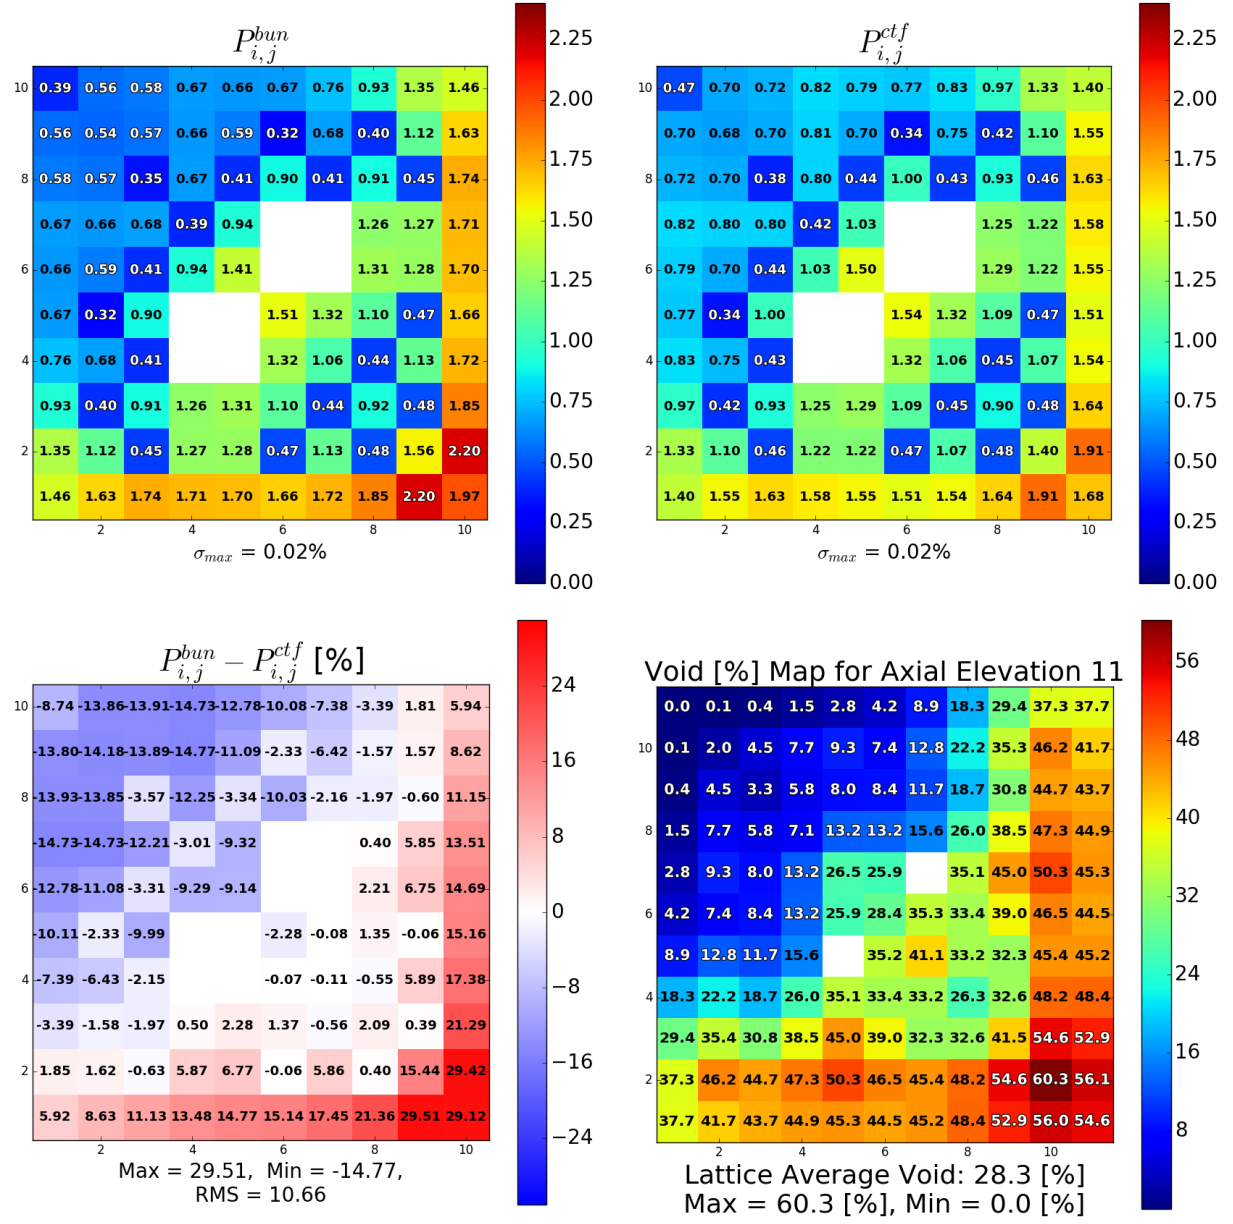 P_{i,j}^{bun}
10 0.39 0.56 0.58 0.67 0.66 0.67 0.76 0.93 1.35 1.46
0.56 0.54 0.57 0.66 0.59 0.32 0.68 0.40 1.12 1.63
8 0.58 0.57 0.35 0.67 0.41 0.90 0.41 0.91 0.45 1.74
0.67 0.66 0.68 0.39 0.94 1.26 1.27 1.71
6 0.66 0.59 0.41 0.94 1.41 1.31 1.28 1.70
0.67 0.32 0.90 1.51 1.32 1.10 0.47 1.66
4 0.76 0.68 0.41 1.32 1.06 0.44 1.13 1.72
0.93 0.40 0.91 1.26 1.31 1.10 0.44 0.92 0.48 1.85
2 1.35 1.12 0.45 1.27 1.28 0.47 1.13 0.48 1.56 2.20
1.46 1.63 1.74 1.71 1.70 1.66 1.72 1.85 2.20 1.97
2 4 6 8 10
σ_{max} = 0.02%
2.25
2.00
1.75
1.50
1.25
1.00
0.75
0.50
0.25
0.00
P_{i,j}^{ctf}
10 0.47 0.70 0.72 0.82 0.79 0.77 0.83 0.97 1.33 1.40
0.70 0.68 0.70 0.81 0.70 0.34 0.75 0.42 1.10 1.55
8 0.72 0.70 0.38 0.80 0.44 1.00 0.43 0.93 0.46 1.63
0.82 0.80 0.80 0.42 1.03 1.25 1.22 1.58
6 0.79 0.70 0.44 1.03 1.50 1.29 1.22 1.55
0.77 0.34 1.00 1.54 1.32 1.09 0.47 1.51
4 0.83 0.75 0.43 1.32 1.06 0.45 1.07 1.54
0.97 0.42 0.93 1.25 1.29 1.09 0.45 0.90 0.48 1.64
2 1.33 1.10 0.46 1.22 1.22 0.47 1.07 0.48 1.40 1.91
1.40 1.55 1.63 1.58 1.55 1.51 1.54 1.64 1.91 1.68
2 4 6 8 10
σ_{max} = 0.02%
2.25
2.00
1.75
1.50
1.25
1.00
0.75
0.50
0.25
0.00
P_{i,j}^{bun} − P_{i,j}^{ctf} [%]
10 -8.74 -13.86 -13.91 -14.73 -12.78 -10.08 -7.38 -3.39 1.81 5.94
-13.80 -14.18 -13.89 -14.77 -11.09 -2.33 -6.42 -1.57 1.57 8.62
8 -13.93 -13.85 -3.57 -12.25 -3.34 -10.03 -2.16 -1.97 -0.60 11.15
-14.73 -14.73 -12.21 -3.01 -9.32 0.40 5.85 13.51
6 -12.78 -11.08 -3.31 -9.29 -9.14 2.21 6.75 14.69
-10.11 -2.33 -9.99 -2.28 -0.08 1.35 -0.06 15.16
4 -7.39 -6.43 -2.15 -0.07 -0.11 -0.55 5.89 17.38
-3.39 -1.58 -1.97 0.50 2.28 1.37 -0.56 2.09 0.39 21.29
2 1.85 1.62 -0.63 5.87 6.77 -0.06 5.86 0.40 15.44 29.42
5.92 8.63 11.13 13.48 14.77 15.14 17.45 21.36 29.51 29.12
2 4 6 8 10
Max = 29.51, Min = -14.77,
RMS = 10.66
24
16
8
0
−8
−16
−24
Void [%] Map for Axial Elevation 11
0.0 0.1 0.4 1.5 2.8 4.2 8.9 18.3 29.4 37.3 37.7
10 0.1 2.0 4.5 7.7 9.3 7.4 12.8 22.2 35.3 46.2 41.7
0.4 4.5 3.3 5.8 8.0 8.4 11.7 18.7 30.8 44.7 43.7
8 1.5 7.7 5.8 7.1 13.2 13.2 15.6 26.0 38.5 47.3 44.9
2.8 9.3 8.0 13.2 26.5 25.9 35.1 45.0 50.3 45.3
6 4.2 7.4 8.4 13.2 25.9 28.4 35.3 33.4 39.0 46.5 44.5
8.9 12.8 11.7 15.6 35.2 41.1 33.2 32.3 45.4 45.2
4 18.3 22.2 18.7 26.0 35.1 33.4 33.2 26.3 32.6 48.2 48.4
29.4 35.4 30.8 38.5 45.0 39.0 32.3 32.6 41.5 54.6 52.9
2 37.3 46.2 44.7 47.3 50.3 46.5 45.4 48.2 54.6 60.3 56.1
37.7 41.7 43.7 44.9 45.3 44.5 45.2 48.4 52.9 56.0 54.6
2 4 6 8 10
Lattice Average Void: 28.3 [%]
Max = 60.3 [%], Min = 0.0 [%]
56
48
40
32
24
16
8